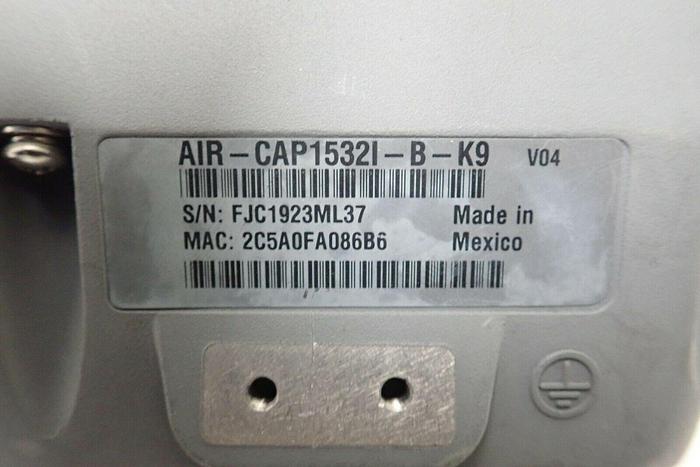 AIR-CAP1532I-B-K9 V04
S/N: FJC1923ML37 Made in
MAC: 2C5A0FA086B6 Mexico